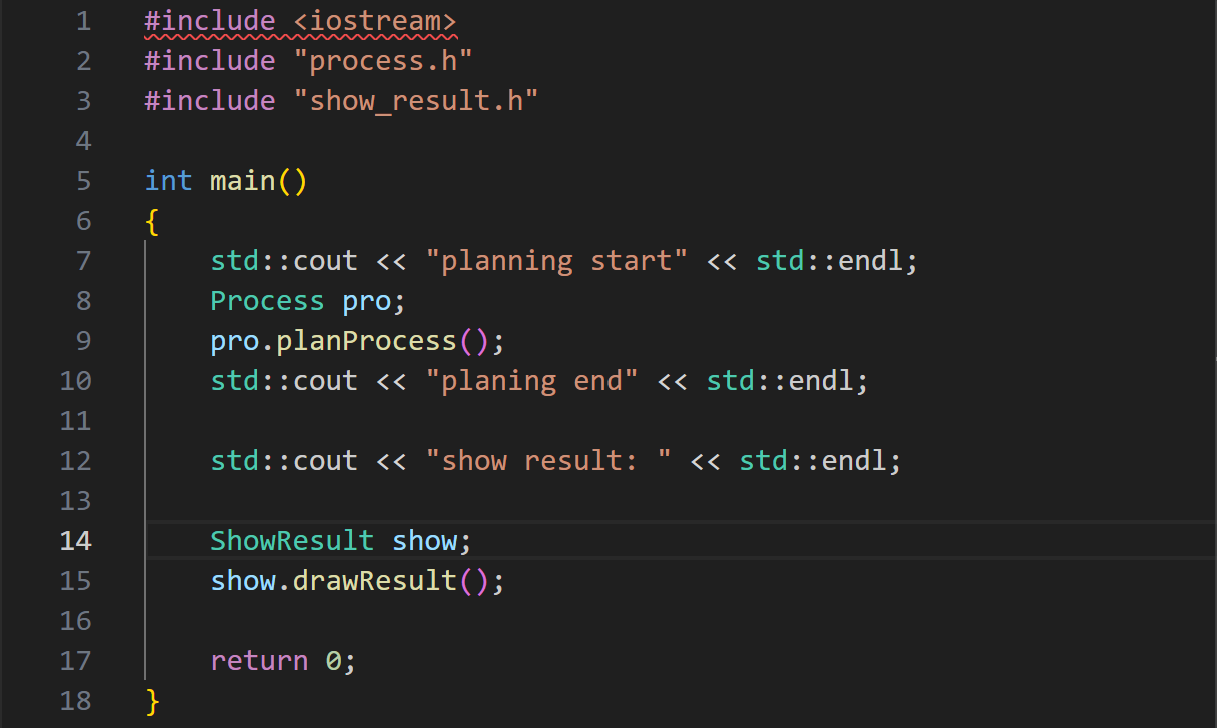 1 #include <iostream>
2 #include "process.h"
3 #include "show_result.h"
4
5 int main()
6 {
7     std::cout << "planning start" << std::endl;
8     Process pro;
9     pro.planProcess();
10     std::cout << "planing end" << std::endl;
11
12     std::cout << "show result: " << std::endl;
13
14     ShowResult show;
15     show.drawResult();
16
17     return 0;
18 }